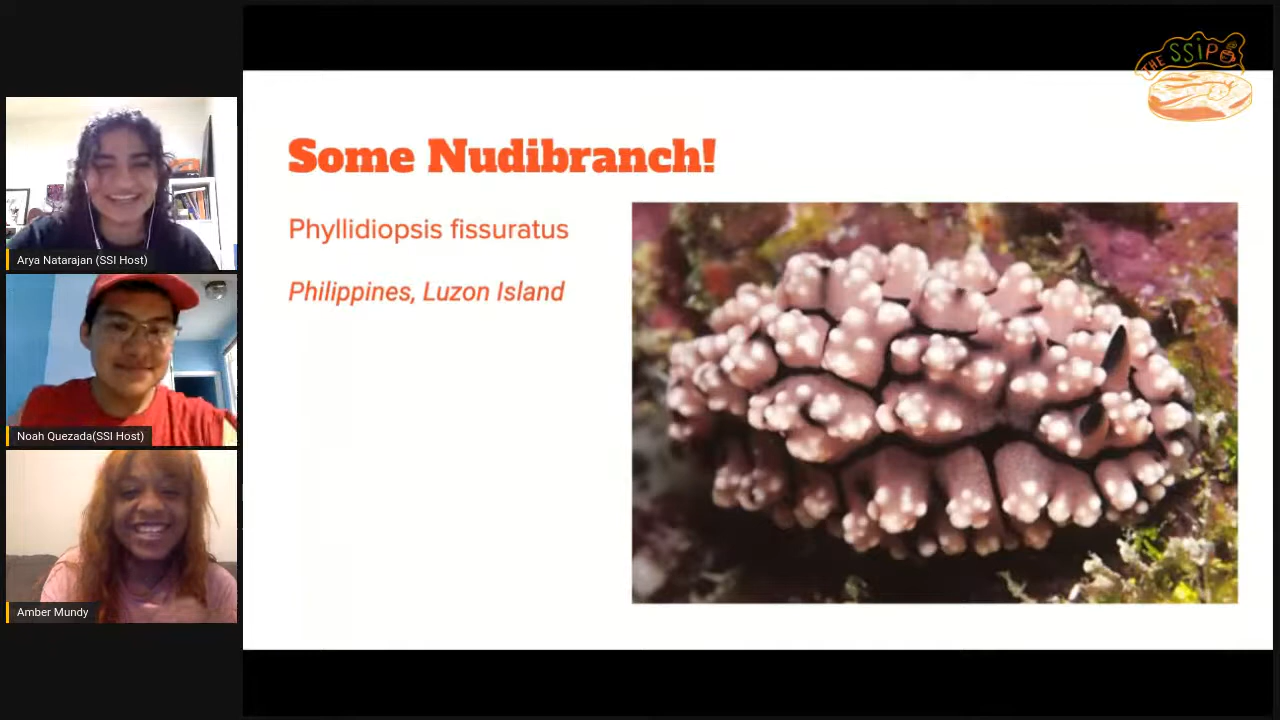 THE SSiP
Some Nudibranch!
Phyllidiopsis fissuratus
Philippines, Luzon Island
Arya Natarajan (SSI Host)
Noah Quezada(SSI Host)
Amber Mundy